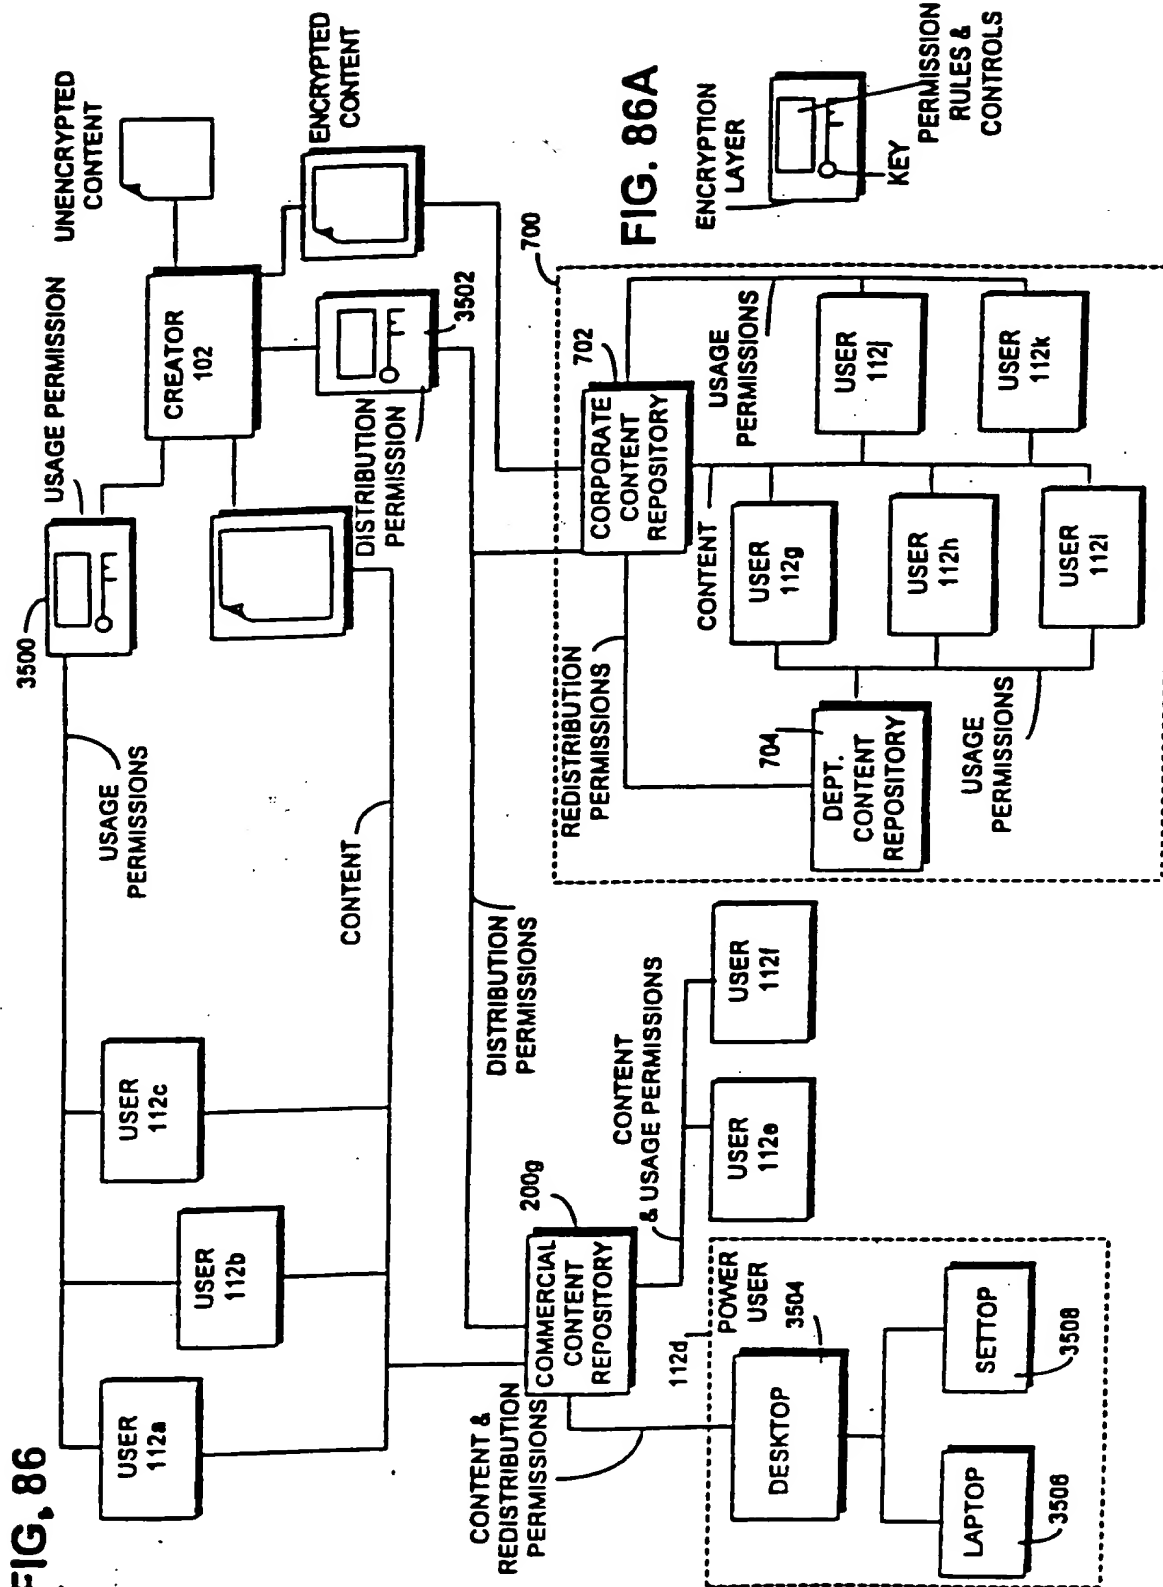 FIG. 86
UNENCRYPTED
CONTENT
USAGE PERMISSION
3500
CREATOR
102
ENCRYPTED
CONTENT
3502
DISTRIBUTION
PERMISSION
USAGE
PERMISSIONS
CONTENT
USER
112a
USER
112b
USER
112c
DISTRIBUTION
PERMISSIONS
COMMERCIAL
CONTENT
REPOSITORY
200g
CONTENT
& USAGE PERMISSIONS
USER
112e
USER
112f
CONTENT &
REDISTRIBUTION
PERMISSIONS
112d
POWER
USER
3504
DESKTOP
LAPTOP
3506
SETTOP
3508
700
702
CORPORATE
CONTENT
REPOSITORY
REDISTRIBUTION
PERMISSIONS
704
DEPT.
CONTENT
REPOSITORY
CONTENT
USAGE
PERMISSIONS
USER
112g
USER
112h
USER
112i
USER
112j
USER
112k
USAGE
PERMISSIONS
FIG. 86A
ENCRYPTION
LAYER
KEY
PERMISSION
RULES &
CONTROLS